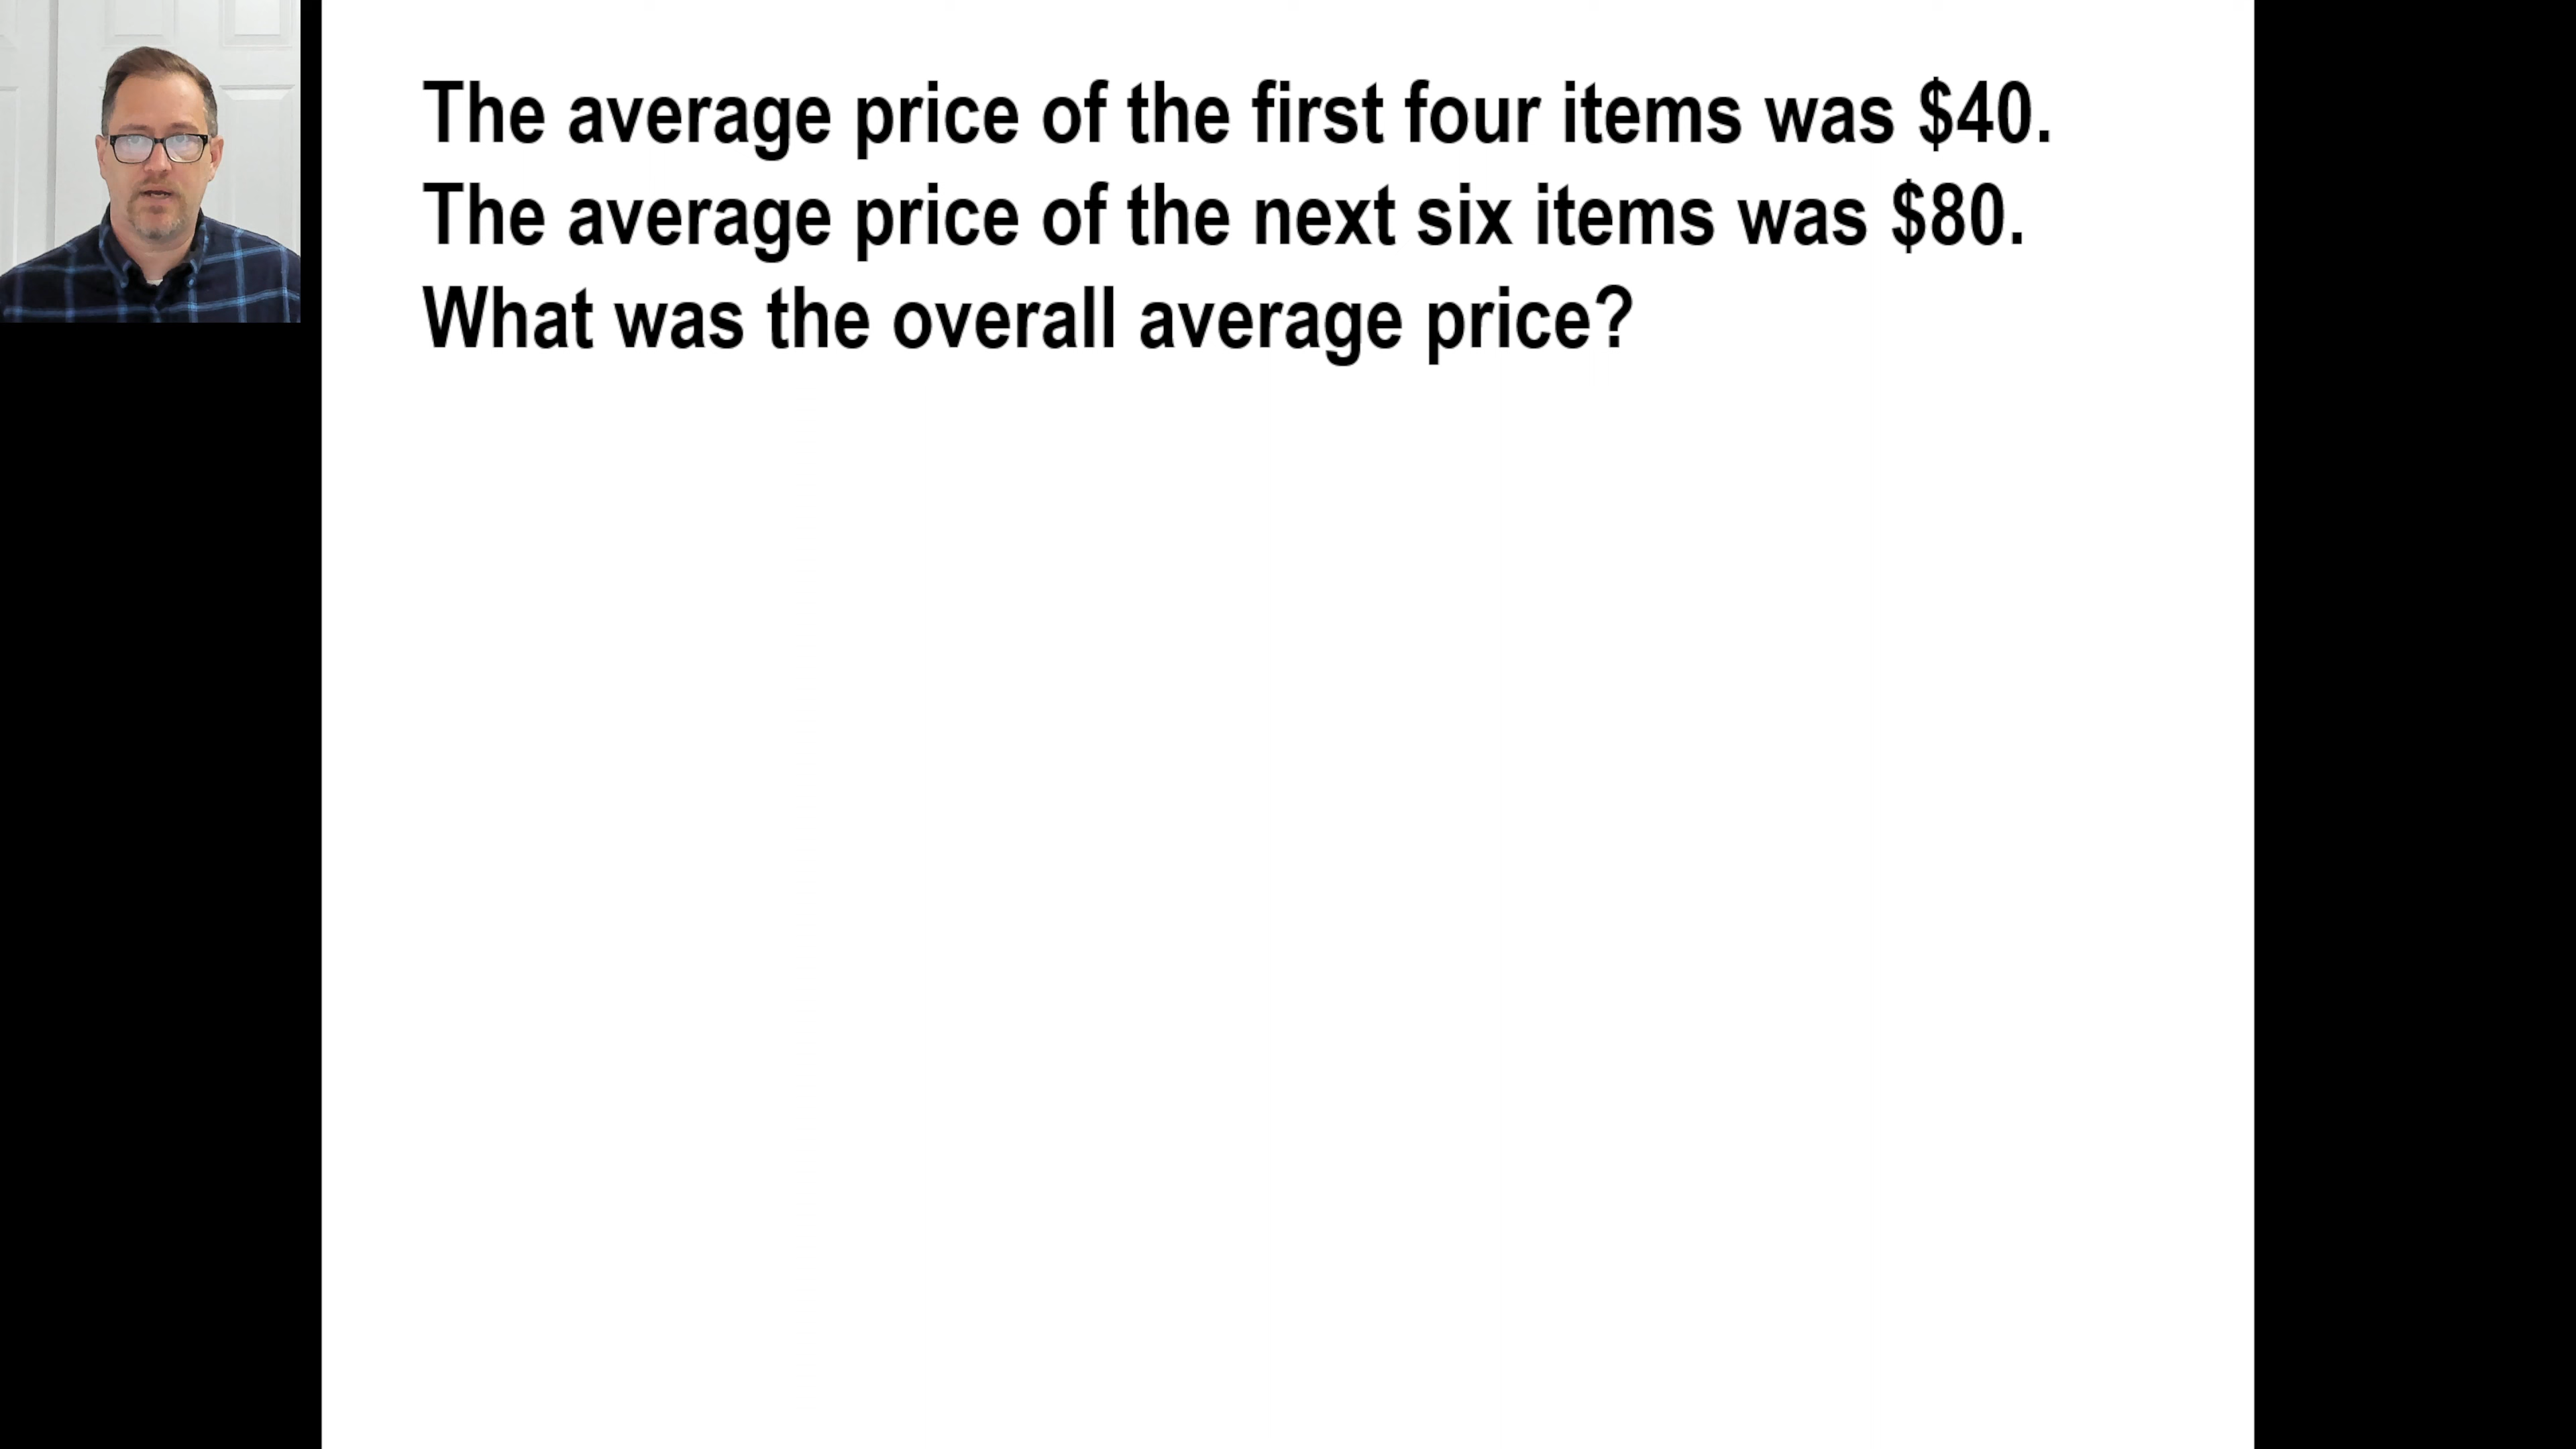 The average price of the first four items was $40.
The average price of the next six items was $80.
What was the overall average price?